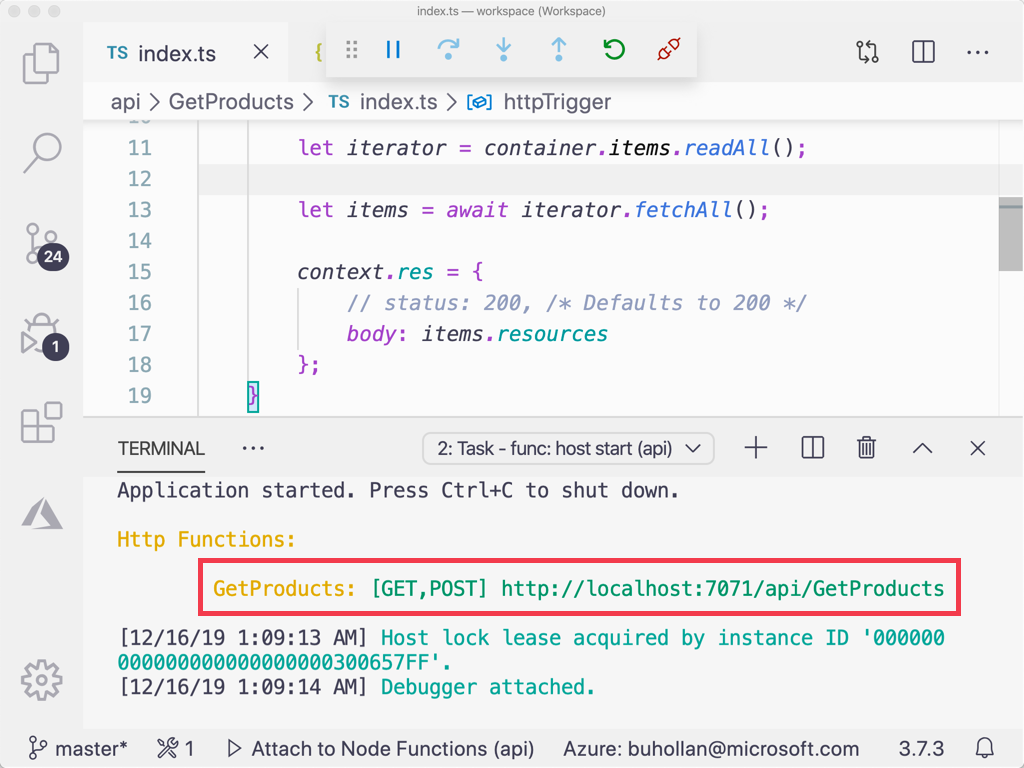 index.ts — workspace (Workspace)
TS index.ts {
api > GetProducts > TS index.ts > httpTrigger
10
11 let iterator = container.items.readAll();
12
13 let items = await iterator.fetchAll();
14
15 context.res = {
16 // status: 200, /* Defaults to 200 */
17 body: items.resources
18 };
19 }
24
1
TERMINAL ··· 2: Task - func: host start (api)
Application started. Press Ctrl+C to shut down.
Http Functions:
GetProducts: [GET,POST] http://localhost:7071/api/GetProducts
[12/16/19 1:09:13 AM] Host lock lease acquired by instance ID '000000
000000000000000000300657FF'.
[12/16/19 1:09:14 AM] Debugger attached.
master* 1 Attach to Node Functions (api) Azure: buhollan@microsoft.com 3.7.3